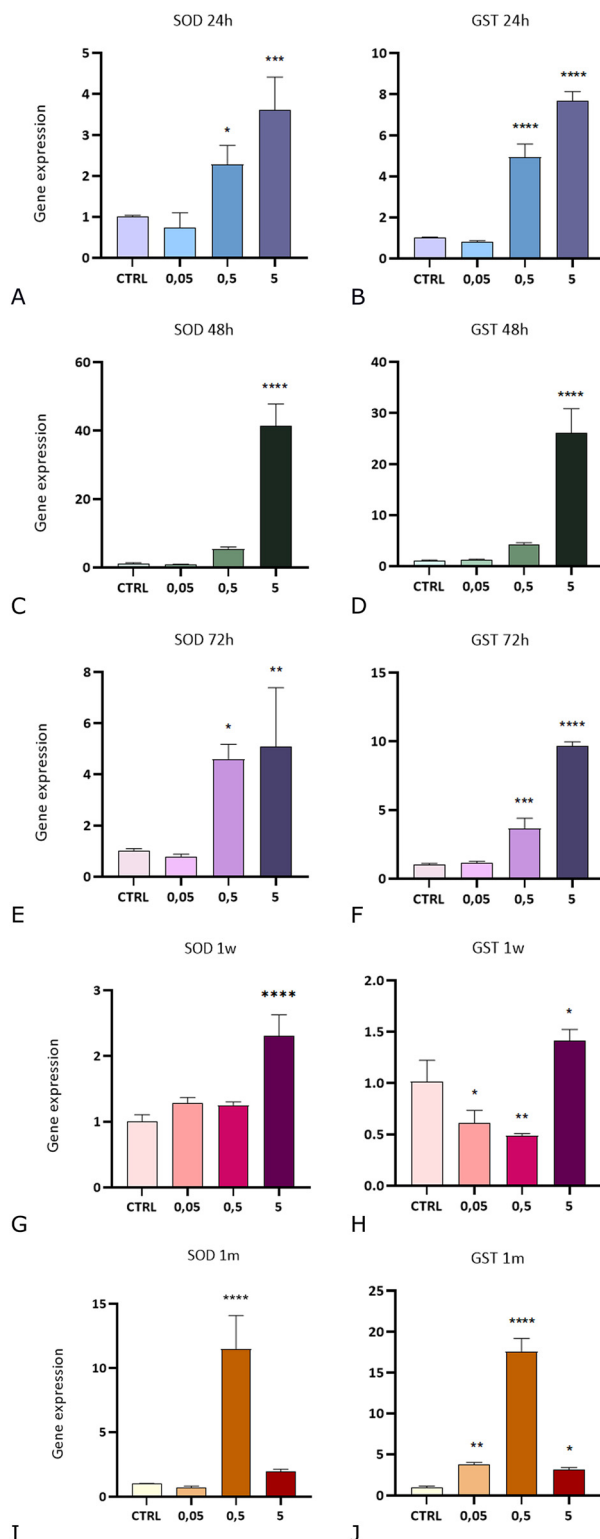 SOD 24h
GST 24h
Gene expression
5
4
3
2
1
0
*
***
CTRL 0,05 0,5 5
10
8
6
4
2
0
****
****
CTRL 0,05 0,5 5
A
B
SOD 48h
GST 48h
Gene expression
60
40
20
0
****
CTRL 0,05 0,5 5
40
30
20
10
0
****
CTRL 0,05 0,5 5
C
D
SOD 72h
GST 72h
Gene expression
8
6
4
2
0
*
**
CTRL 0,05 0,5 5
15
10
5
0
***
****
CTRL 0,05 0,5 5
E
F
SOD 1w
GST 1w
Gene expression
3
2
1
0
****
CTRL 0,05 0,5 5
2.0
1.5
1.0
0.5
0.0
*
**
*
CTRL 0,05 0,5 5
G
H
SOD 1m
GST 1m
Gene expression
15
10
5
0
****
CTRL 0,05 0,5 5
25
20
15
10
5
0
**
****
*
CTRL 0,05 0,5 5
I
J